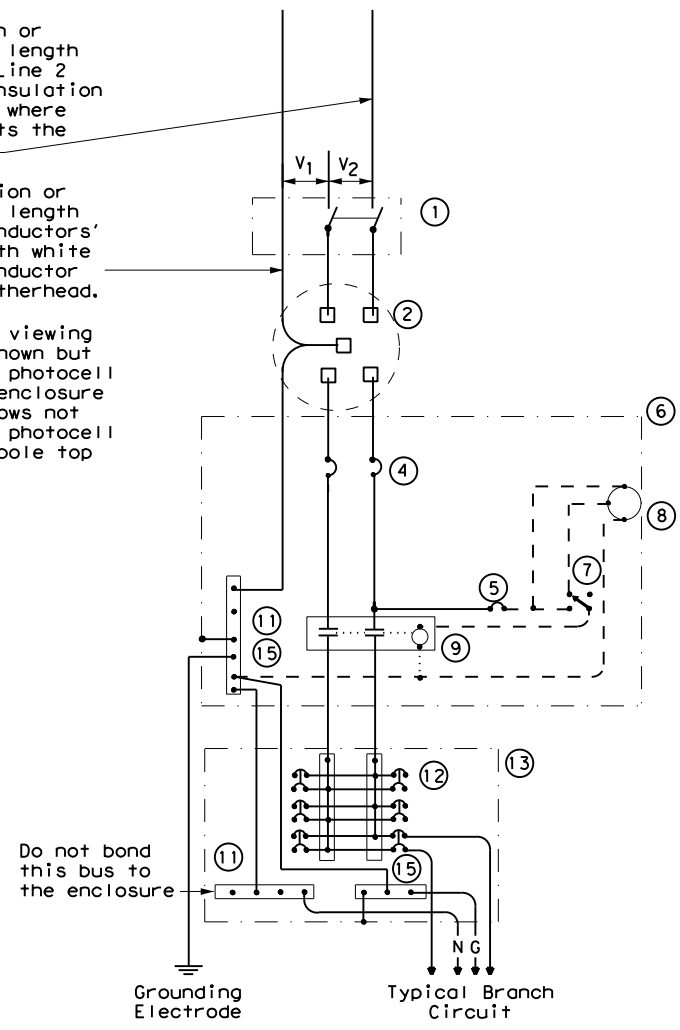 n or
length
Line 2
nsulation
where
ts the
V1
V2
ion or
length
nductors'
th white
nductor
therhead.
1
2
viewing
nown but
photocell
enclosure
ows not
photocell
pole top
6
4
8
7
5
11
9
15
13
12
Do not bond
this bus to
the enclosure
11
15
N G
Grounding
Electrode
Typical Branch
Circuit